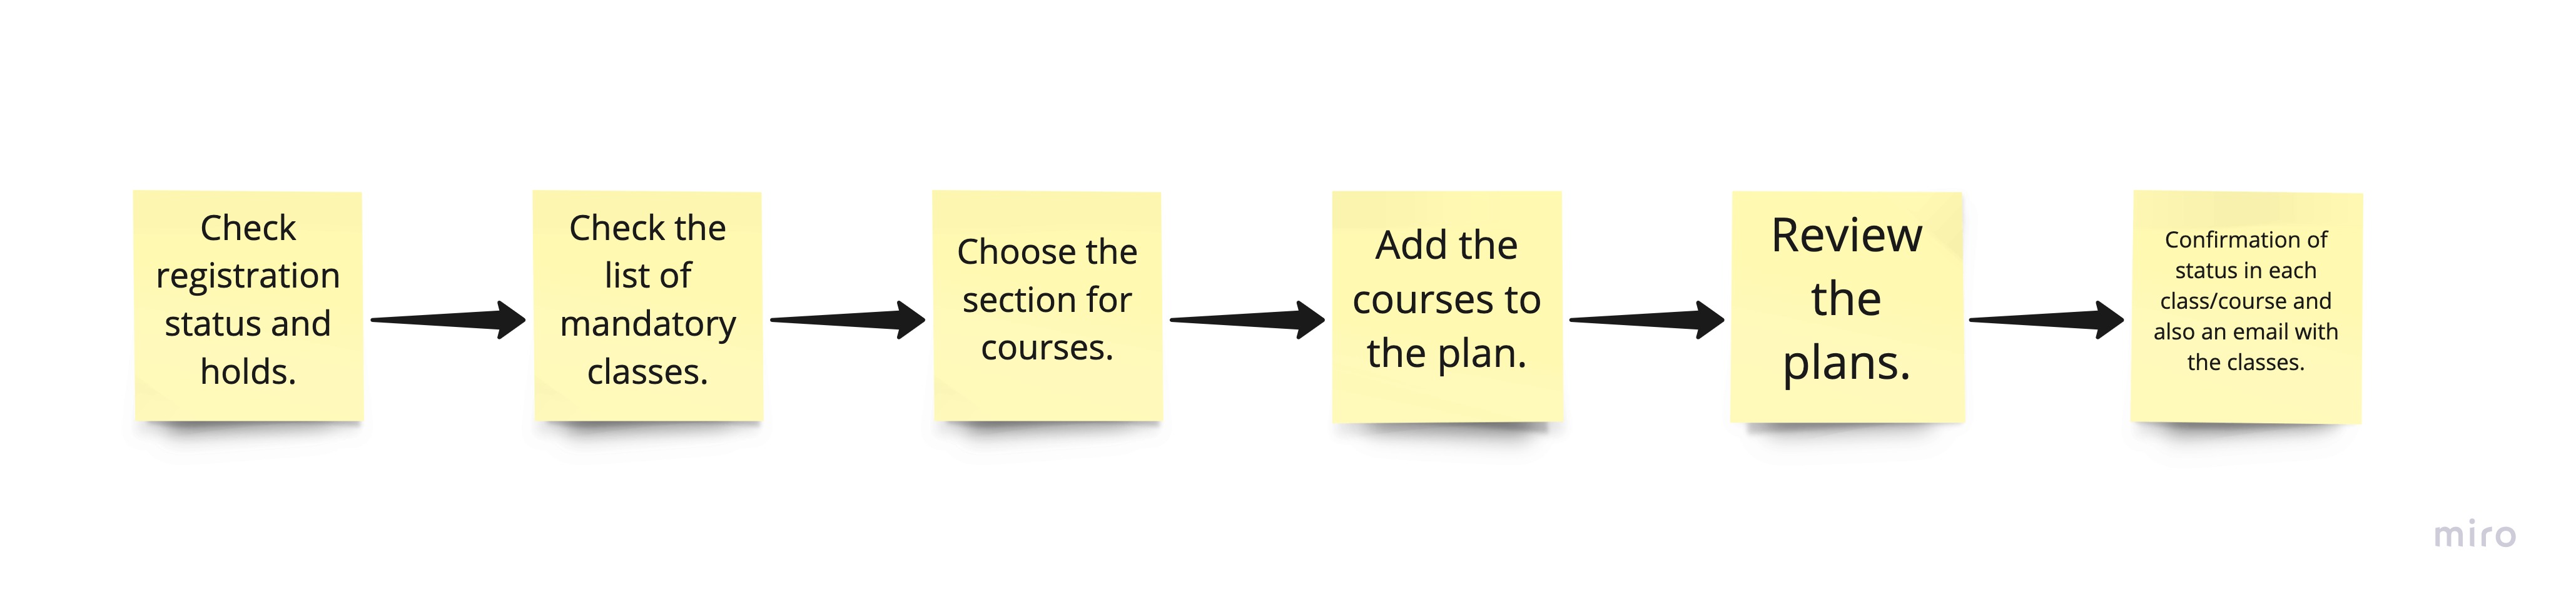 Check
registration
status and
holds.
Check the
list of
mandatory
classes.
Choose the
section for
courses.
Add the
courses to
the plan.
Review
the
plans.
Confirmation of
status in each
class/course and
also an email with
the classes.
miro